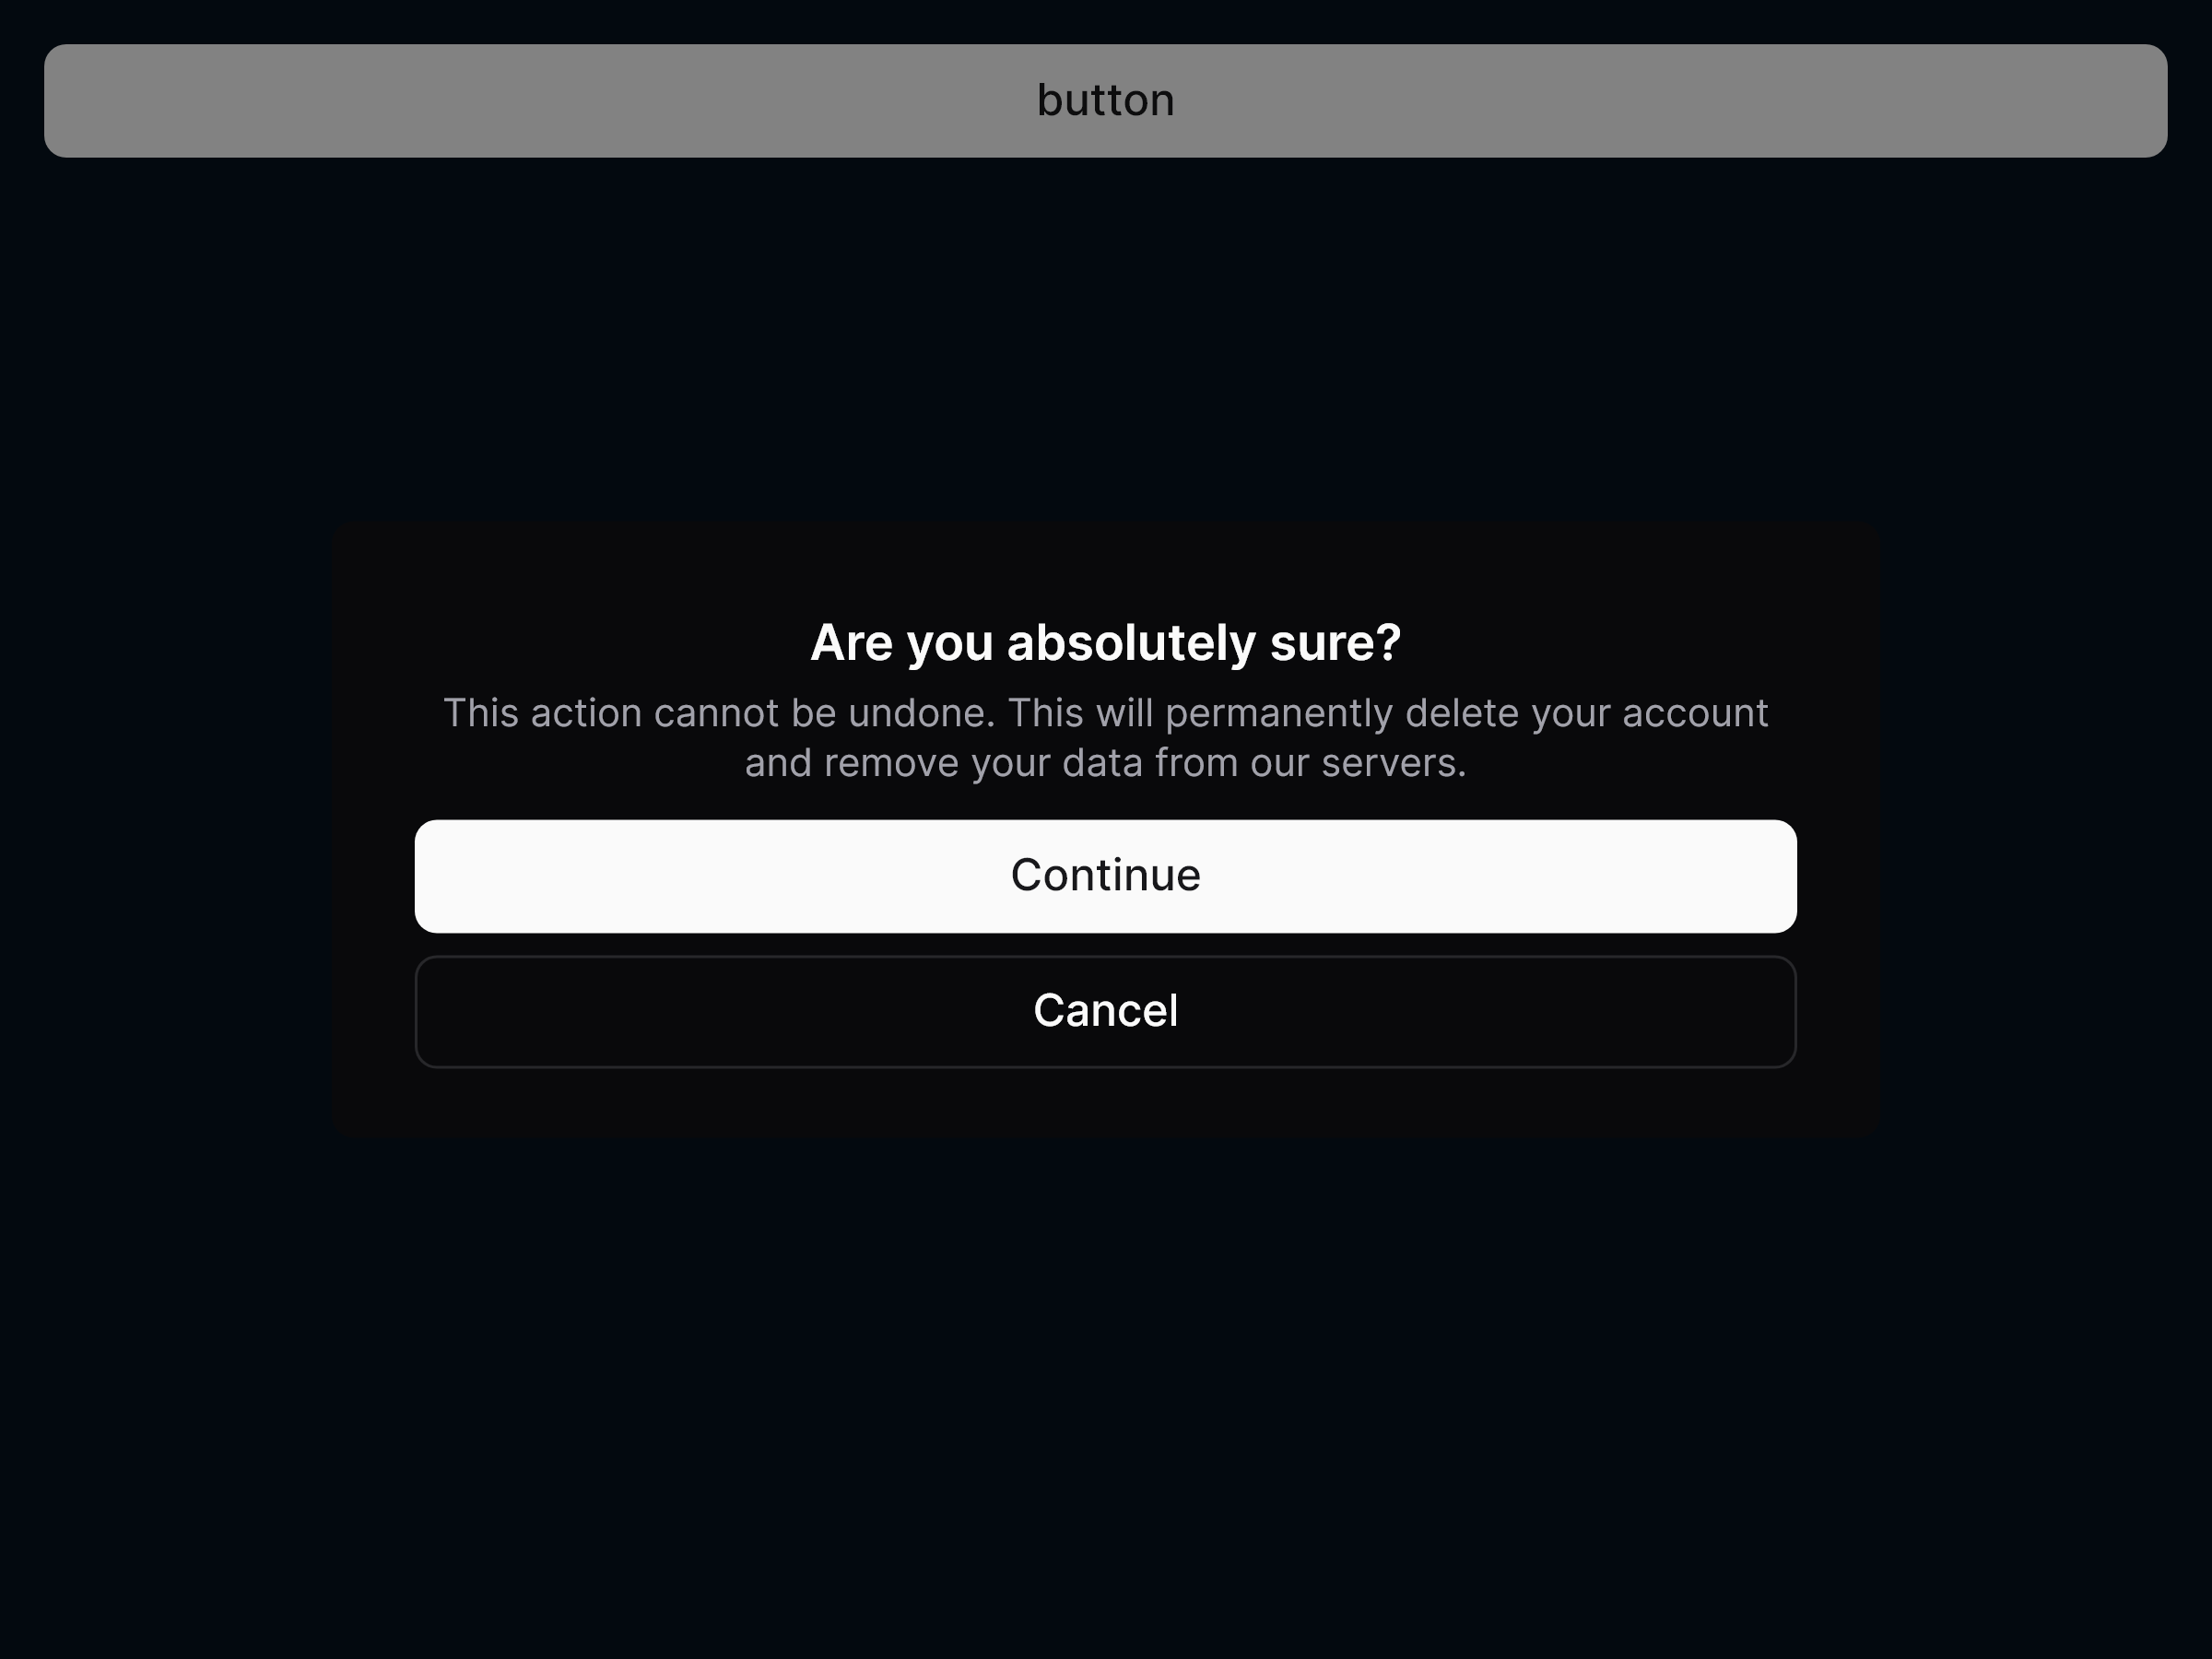 button
Are you absolutely sure?
This action cannot be undone. This will permanently delete your account
and remove your data from our servers.
Continue
Cancel